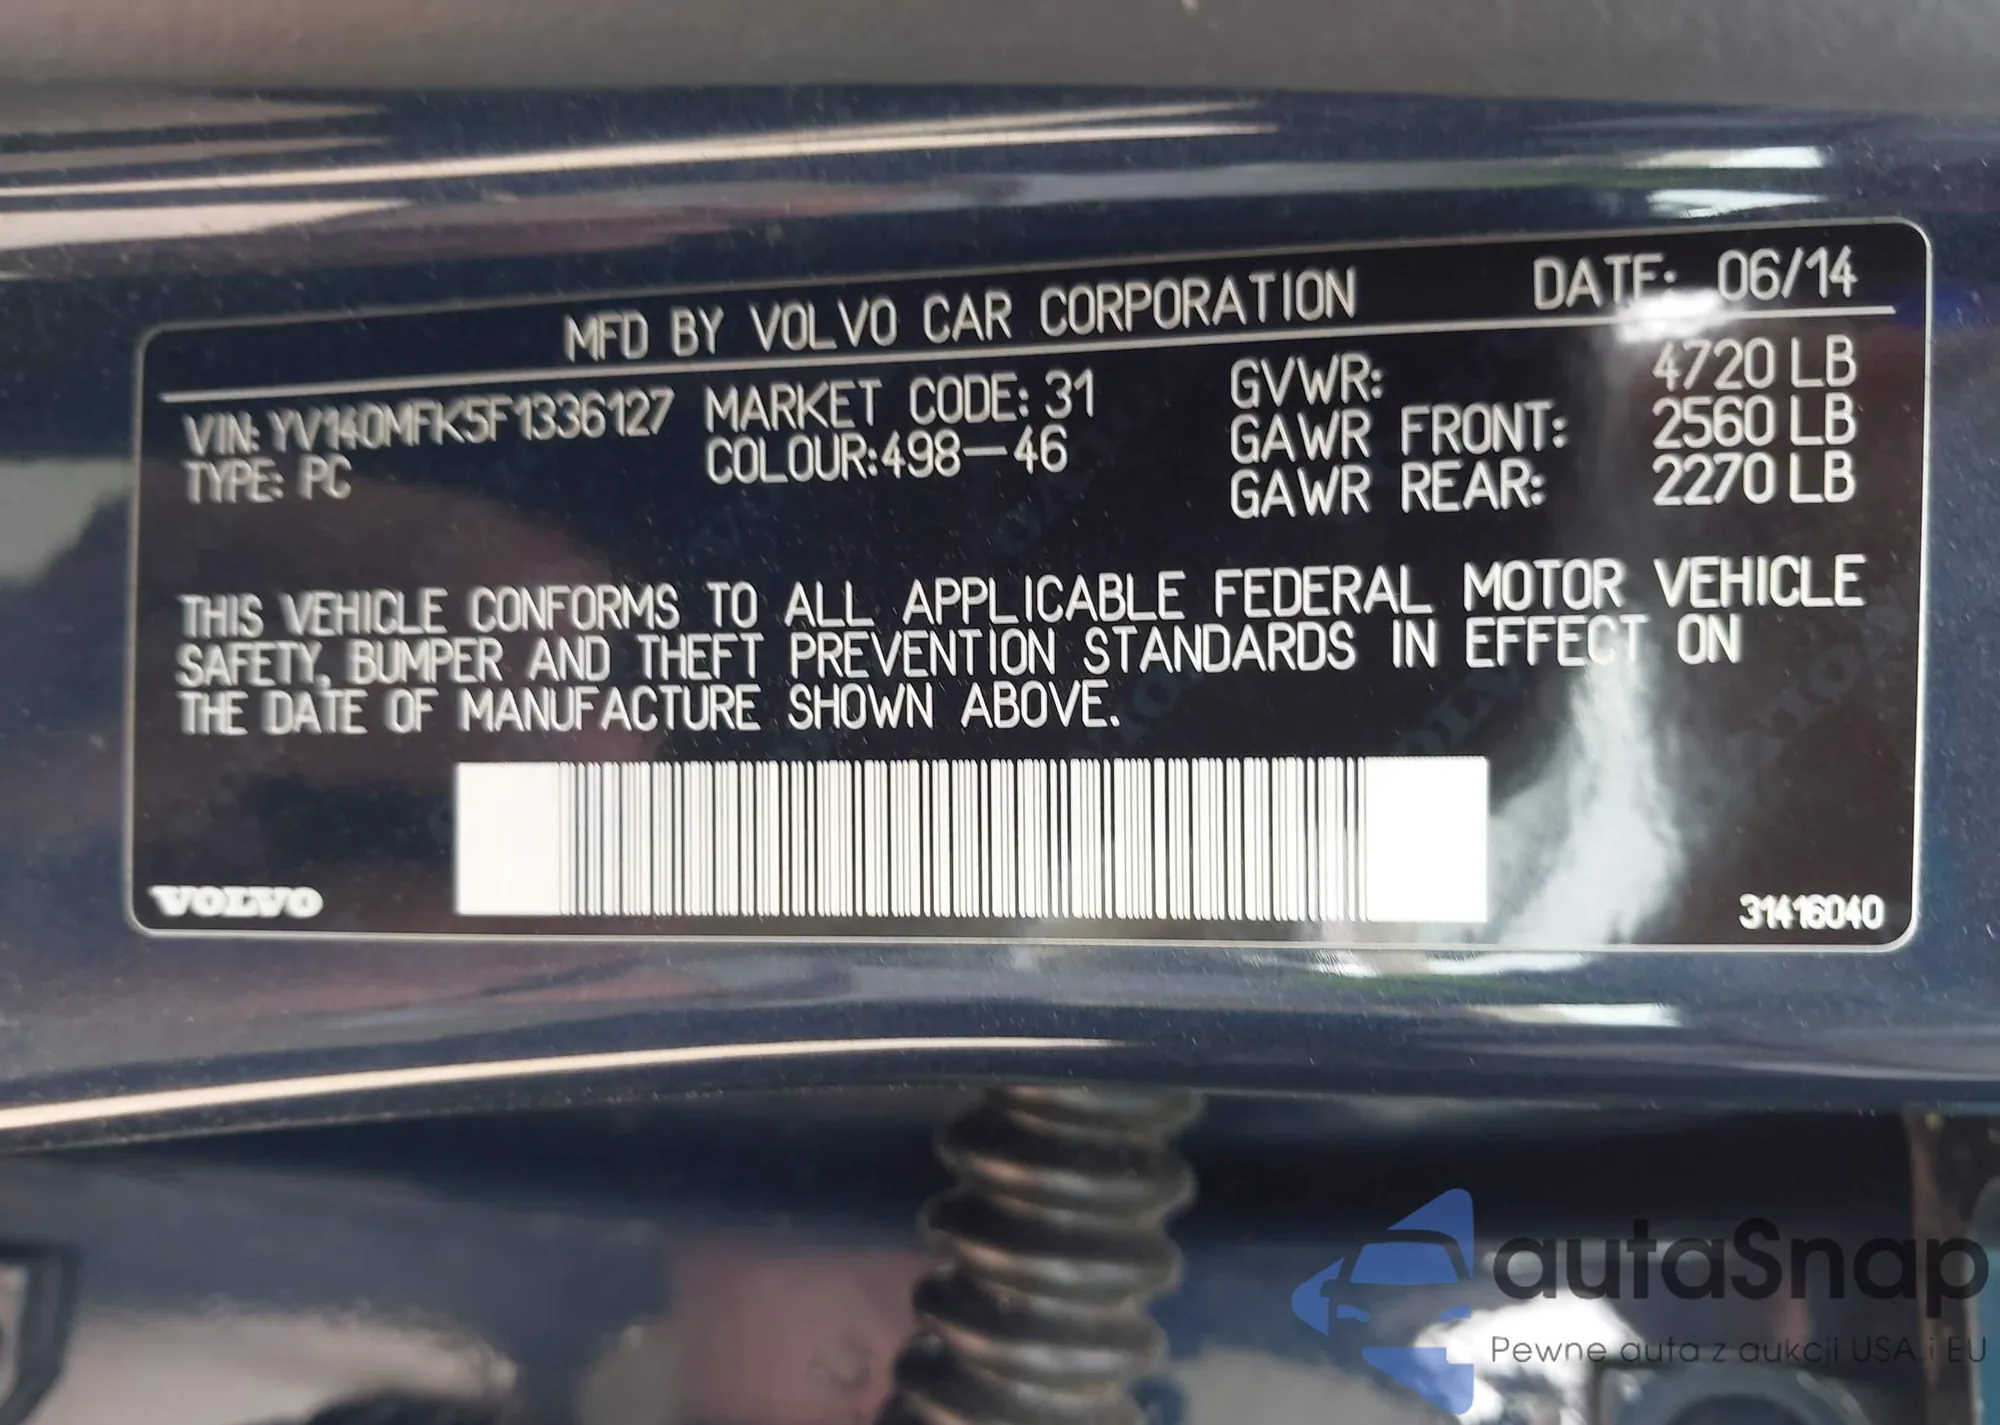 MFD BY VOLVO CAR CORPORATION DATE: 06/14
VIN: YV140MFK5F1336127 MARKET CODE: 31 GVWR: 4720 LB
TYPE: PC COLOUR:498-46 GAWR FRONT: 2560 LB
GAWR REAR: 2270 LB
THIS VEHICLE CONFORMS TO ALL APPLICABLE FEDERAL MOTOR VEHICLE
SAFETY, BUMPER AND THEFT PREVENTION STANDARDS IN EFFECT ON
THE DATE OF MANUFACTURE SHOWN ABOVE.
VOLVO
31416040
autaSnap
Pewne auta z aukcji USA i EU